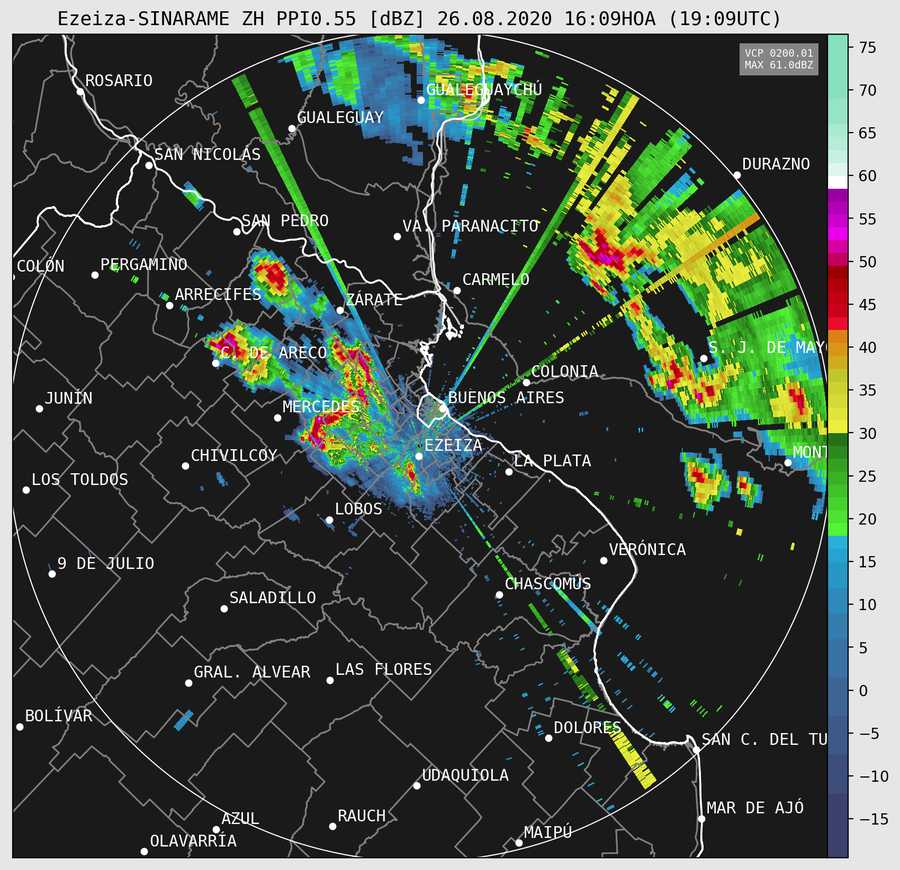 Ezeiza-SINARAME ZH PPI0.55 [dBZ] 26.08.2020 16:09HOA (19:09UTC)
VCP 0200.01
MAX 61.0dBZ
ROSARIO
GUALEGUAYCHÚ
GUALEGUAY
SAN NICOLAS
DURAZNO
SAN PEDRO
VA. PARANACITO
COLON
PERGAMINO
CARMELO
ARRECIFES
ZÁRATE
C. DE ARECO
S. J. DE MAY
COLONIA
JUNÍN
MERCEDES
BUENOS AIRES
EZEIZA
CHIVILCOY
LA PLATA
MONT
LOS TOLDOS
LOBOS
VERÓNICA
9 DE JULIO
CHASCOMÚS
SALADILLO
GRAL. ALVEAR
LAS FLORES
BOLÍVAR
DOLORES
SAN C. DEL TU
UDAQUIOLA
MAR DE AJÓ
AZUL
RAUCH
MAIPÚ
OLAVARRÍA
75
70
65
60
55
50
45
40
35
30
25
20
15
10
5
0
−5
−10
−15